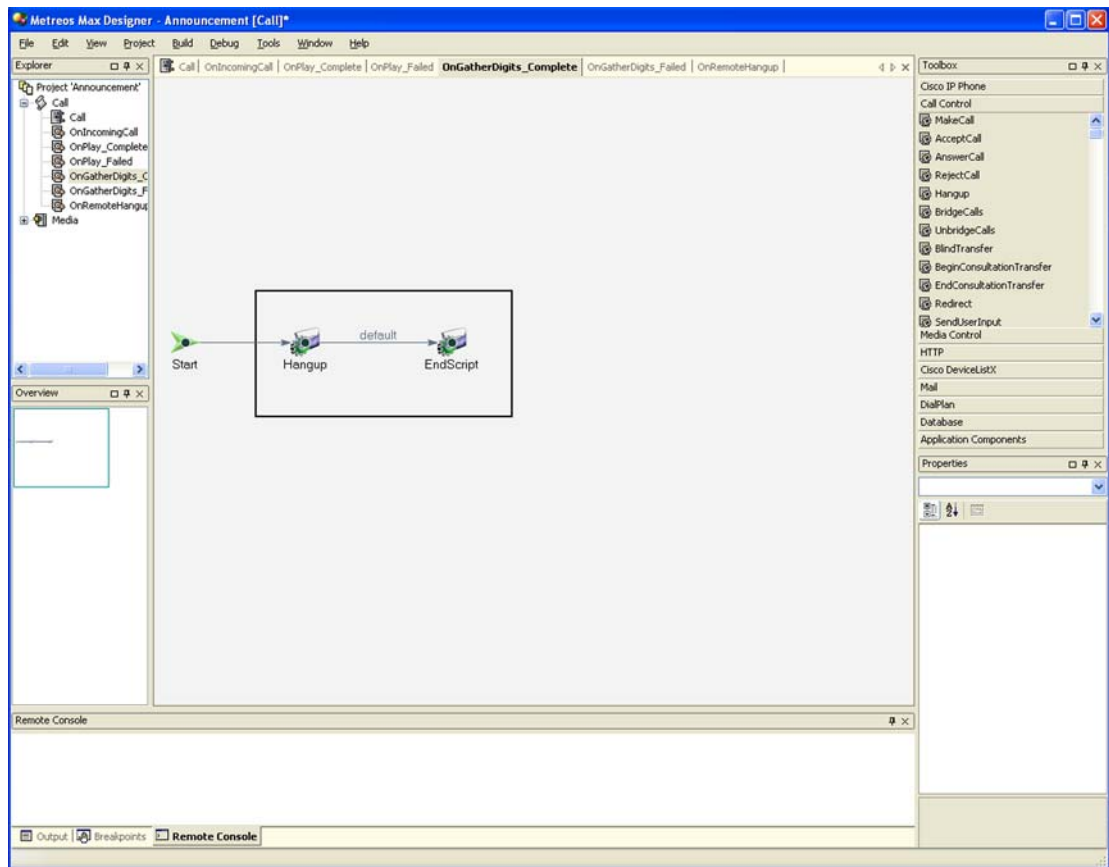 Metreos Max Designer - Announcement [Call]*
File Edit View Project Build Debug Tools Window Help
Explorer
Project 'Announcement'
Call
Call
OnIncomingCall
OnPlay_Complete
OnPlay_Failed
OnGatherDigits_C
OnGatherDigits_F
OnRemoteHangup
Media
Overview
Call OnIncomingCall OnPlay_Complete OnPlay_Failed OnGatherDigits_Complete OnGatherDigits_Failed OnRemoteHangup
Start
Hangup
default
EndScript
Toolbox
Cisco IP Phone
Call Control
MakeCall
AcceptCall
AnswerCall
RejectCall
Hangup
BridgeCalls
UnbridgeCalls
BlindTransfer
BeginConsultationTransfer
EndConsultationTransfer
Redirect
SendUserInput
Media Control
HTTP
Cisco DeviceListX
Mail
DialPlan
Database
Application Components
Properties
Remote Console
Output Breakpoints Remote Console